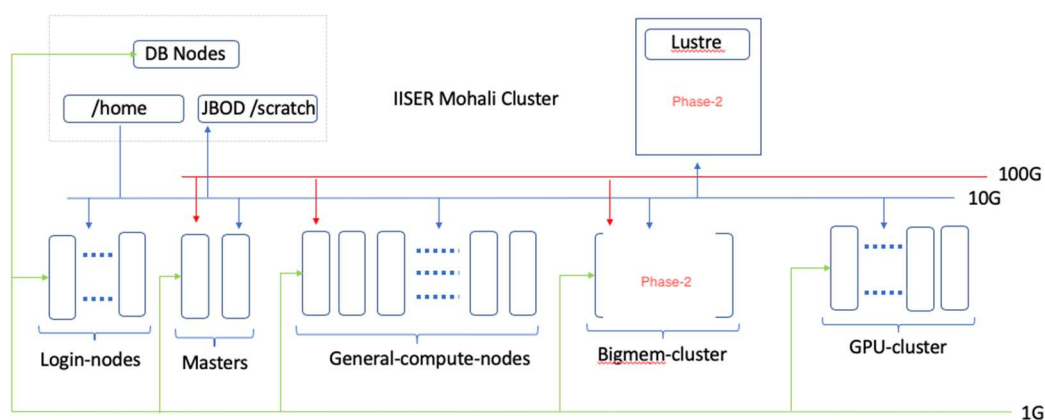 DB Nodes
Lustre
/home
JBOD /scratch
IISER Mohali Cluster
Phase-2
100G
10G
Phase-2
Login-nodes
Masters
General-compute-nodes
Bigmem-cluster
GPU-cluster
1G